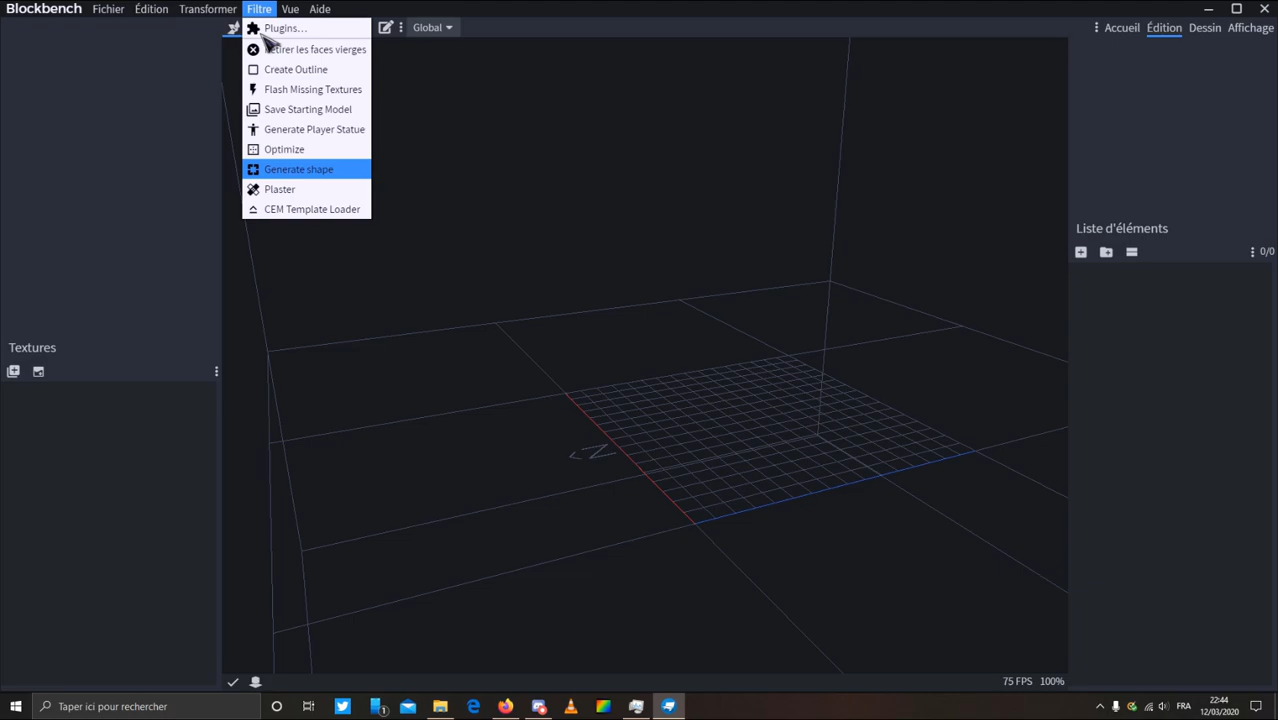 Blockbench Fichier Édition Transformer Filtre Vue Aide
Global
Accueil Édition Dessin Affichage
Plugins...
Retirer les faces vierges
Create Outline
Flash Missing Textures
Save Starting Model
Generate Player Statue
Optimize
Generate shape
Plaster
CEM Template Loader
Liste d'éléments
0/0
Textures
N
75 FPS 100%
Taper ici pour rechercher
1
FRA
22:44
12/03/2020